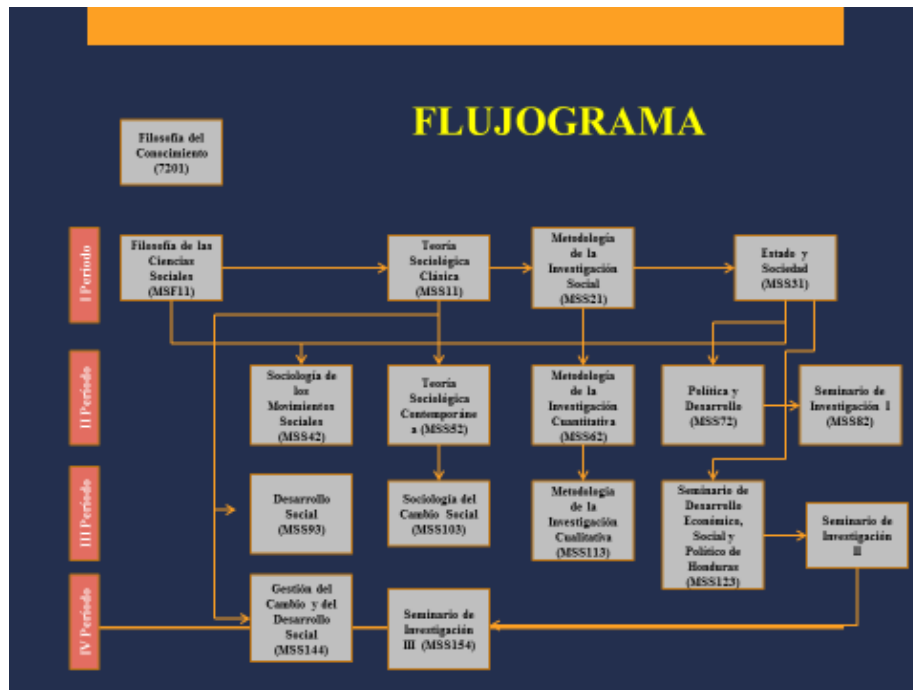 FLUJOGRAMA
Filosofía del
Conocimiento
(7201)
I Período
Filosofía de las
Ciencias
Sociales
(MSF11)
Teoría
Sociológica
Clásica
(MSS11)
Metodología
de la
Investigación
Social
(MSS21)
Estado y
Sociedad
(MSS31)
II Período
Sociología de
los
Movimientos
Sociales
(MSS42)
Teoría
Sociológica
Contemporáne
a (MSS52)
Metodología
de la
Investigación
Cuantitativa
(MSS62)
Política y
Desarrollo
(MSS72)
Seminario de
Investigación I
(MSS82)
III Período
Desarrollo
Social
(MSS93)
Sociología del
Cambio Social
(MSS103)
Metodología
de la
Investigación
Cualitativa
(MSS113)
Seminario de
Desarrollo
Económico,
Social y
Político de
Honduras
(MSS123)
Seminario de
Investigación
II
IV Período
Gestión del
Cambio y del
Desarrollo
Social
(MSS144)
Seminario de
Investigación
III (MSS154)